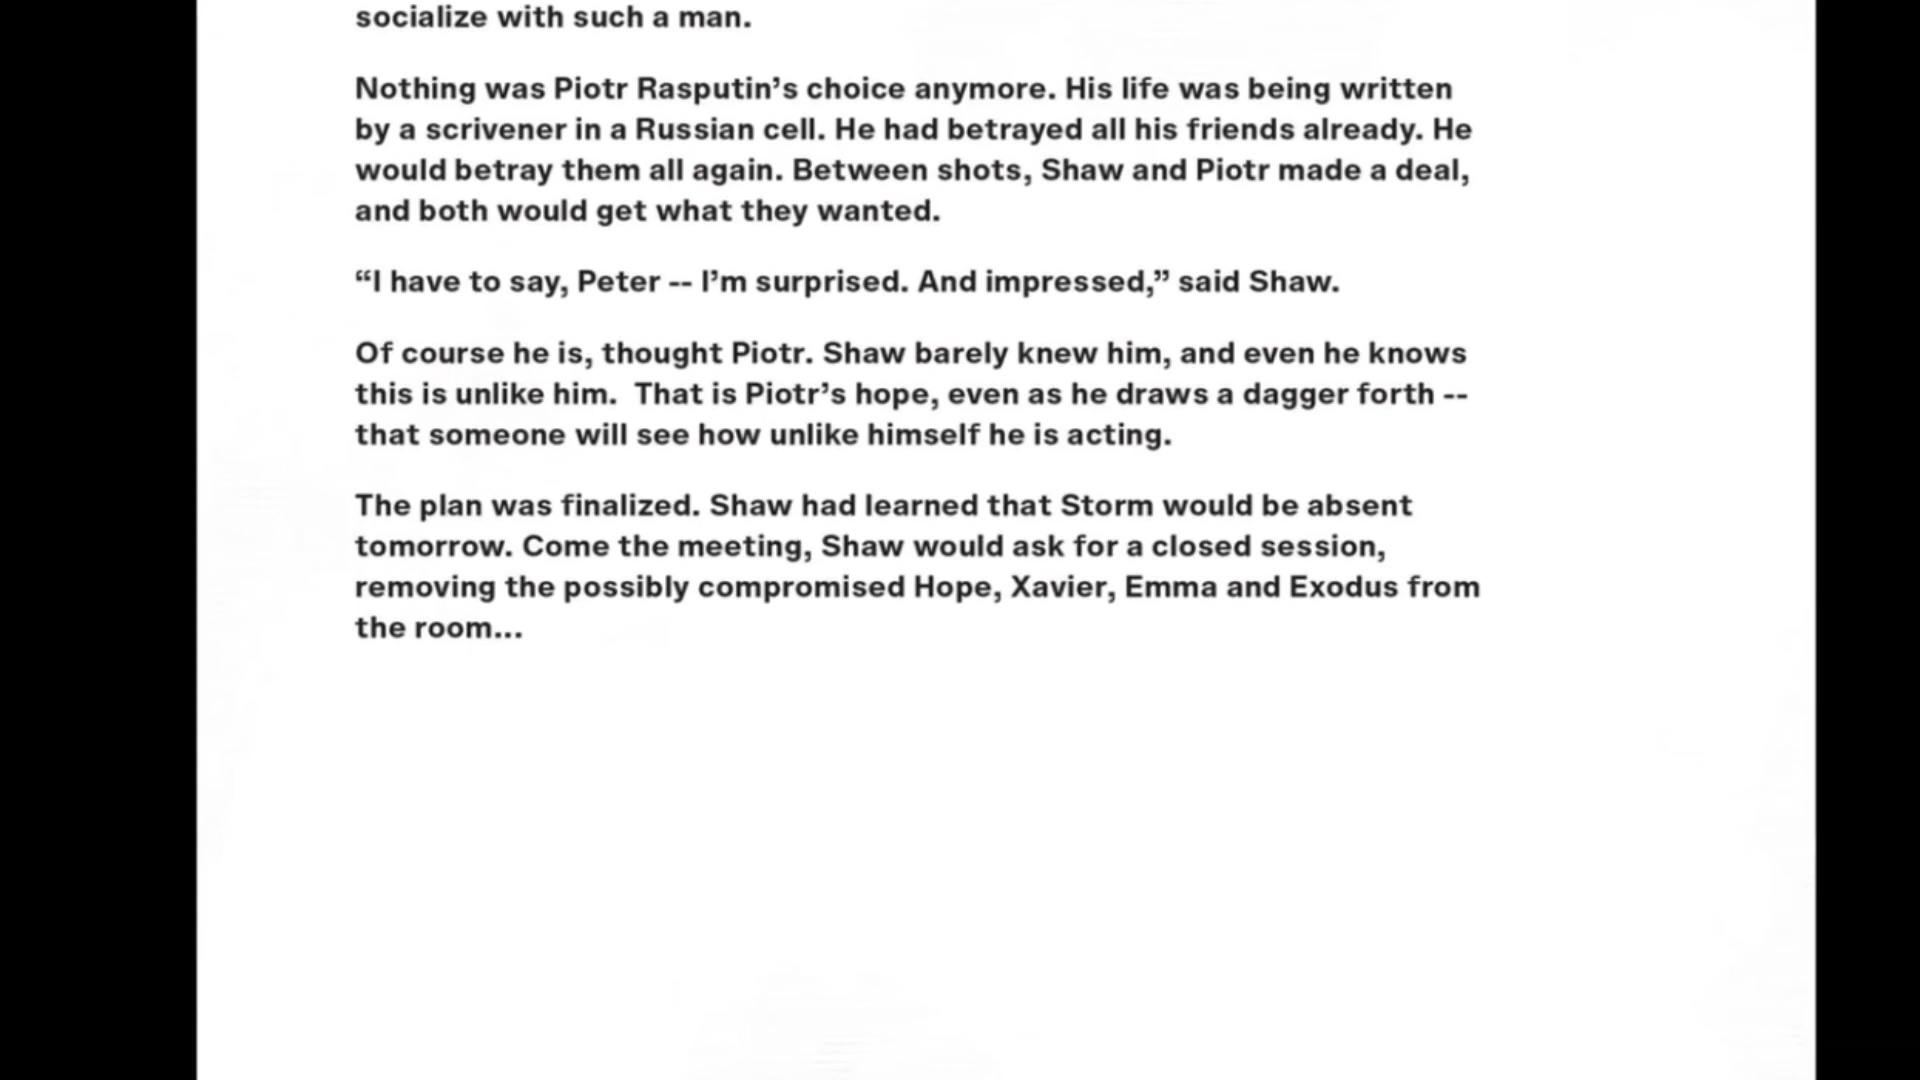 socialize with such a man.
Nothing was Piotr Rasputin’s choice anymore. His life was being written
by a scrivener in a Russian cell. He had betrayed all his friends already. He
would betray them all again. Between shots, Shaw and Piotr made a deal,
and both would get what they wanted.
“I have to say, Peter -- I’m surprised. And impressed,” said Shaw.
Of course he is, thought Piotr. Shaw barely knew him, and even he knows
this is unlike him.  That is Piotr’s hope, even as he draws a dagger forth --
that someone will see how unlike himself he is acting.
The plan was finalized. Shaw had learned that Storm would be absent
tomorrow. Come the meeting, Shaw would ask for a closed session,
removing the possibly compromised Hope, Xavier, Emma and Exodus from
the room...